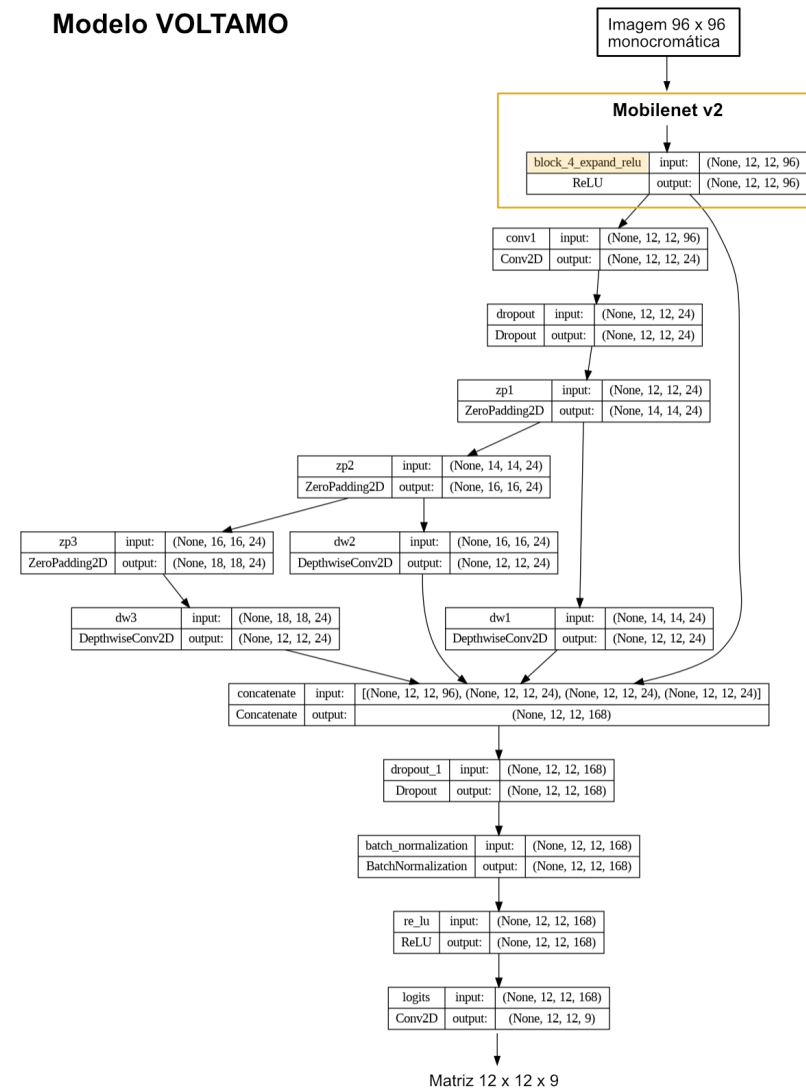 Modelo VOLTAMO
Imagem 96 x 96
monocromática
Mobilenet v2
block_4_expand_relu input: (None, 12, 12, 96)
ReLU output: (None, 12, 12, 96)
conv1 input: (None, 12, 12, 96)
Conv2D output: (None, 12, 12, 24)
dropout input: (None, 12, 12, 24)
Dropout output: (None, 12, 12, 24)
zp1 input: (None, 12, 12, 24)
ZeroPadding2D output: (None, 14, 14, 24)
zp2 input: (None, 14, 14, 24)
ZeroPadding2D output: (None, 16, 16, 24)
zp3 input: (None, 16, 16, 24)
ZeroPadding2D output: (None, 18, 18, 24)
dw2 input: (None, 16, 16, 24)
DepthwiseConv2D output: (None, 12, 12, 24)
dw3 input: (None, 18, 18, 24)
DepthwiseConv2D output: (None, 12, 12, 24)
dw1 input: (None, 14, 14, 24)
DepthwiseConv2D output: (None, 12, 12, 24)
concatenate input: [(None, 12, 12, 96), (None, 12, 12, 24), (None, 12, 12, 24), (None, 12, 12, 24)]
Concatenate output: (None, 12, 12, 168)
dropout_1 input: (None, 12, 12, 168)
Dropout output: (None, 12, 12, 168)
batch_normalization input: (None, 12, 12, 168)
BatchNormalization output: (None, 12, 12, 168)
re_lu input: (None, 12, 12, 168)
ReLU output: (None, 12, 12, 168)
logits input: (None, 12, 12, 168)
Conv2D output: (None, 12, 12, 9)
Matriz 12 x 12 x 9